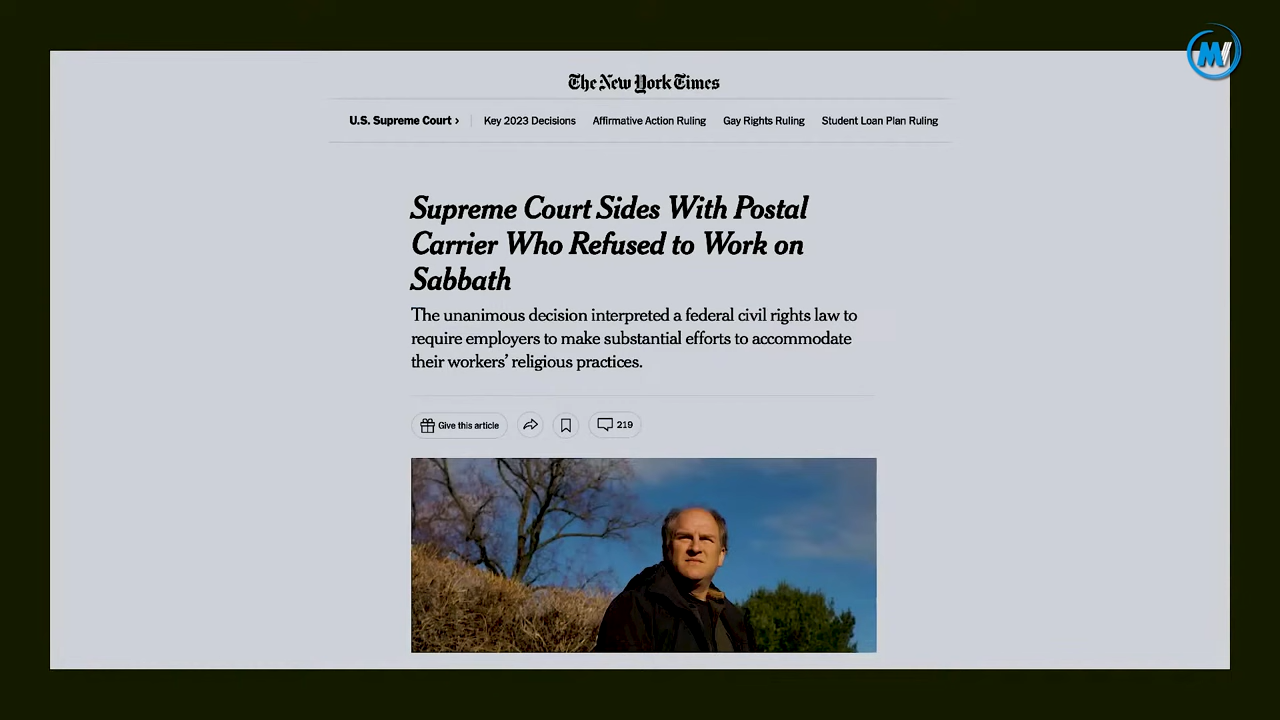 The New York Times
U.S. Supreme Court ›
Key 2023 Decisions
Affirmative Action Ruling
Gay Rights Ruling
Student Loan Plan Ruling
Supreme Court Sides With Postal
Carrier Who Refused to Work on
Sabbath
The unanimous decision interpreted a federal civil rights law to
require employers to make substantial efforts to accommodate
their workers’ religious practices.
Give this article
219